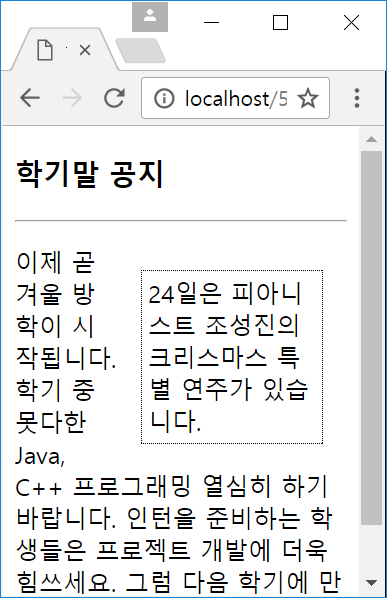 localhost/5
학기말 공지
이제 곧
겨울 방
학이 시
작됩니다.
학기 중
못다한
Java,
24일은 피아니
스트 조성진의
크리스마스 특
별 연주가 있습
니다.
C++ 프로그래밍 열심히 하기
바랍니다. 인턴을 준비하는 학
생들은 프로젝트 개발에 더욱
힘쓰세요. 그럼 다음 학기에 만